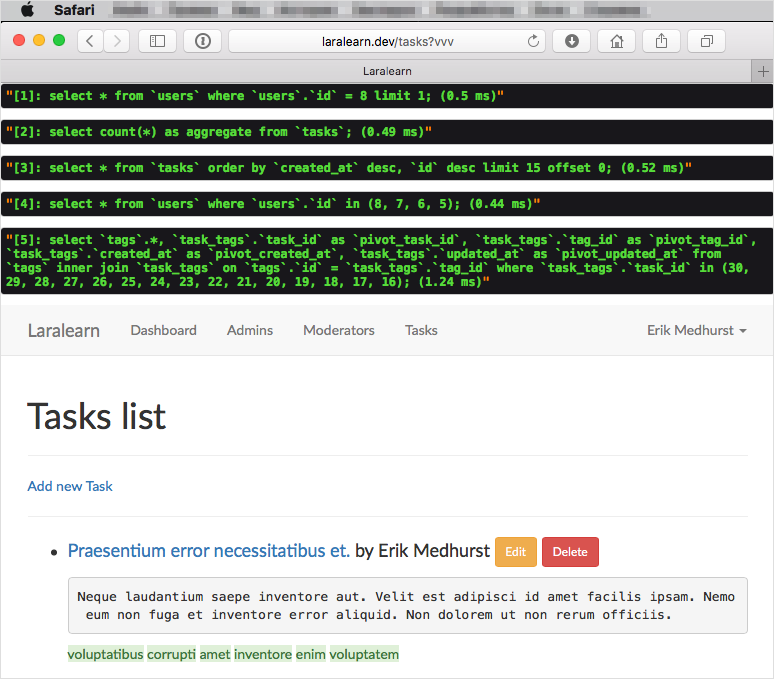 Safari
laralearn.dev/tasks?vvv
Laralearn
"[1]: select * from `users` where `users`.`id` = 8 limit 1; (0.5 ms)"
"[2]: select count(*) as aggregate from `tasks`; (0.49 ms)"
"[3]: select * from `tasks` order by `created_at` desc, `id` desc limit 15 offset 0; (0.52 ms)"
"[4]: select * from `users` where `users`.`id` in (8, 7, 6, 5); (0.44 ms)"
"[5]: select `tags`.*, `task_tags`.`task_id` as `pivot_task_id`, `task_tags`.`tag_id` as `pivot_tag_id`,
`task_tags`.`created_at` as `pivot_created_at`, `task_tags`.`updated_at` as `pivot_updated_at` from
`tags` inner join `task_tags` on `tags`.`id` = `task_tags`.`tag_id` where `task_tags`.`task_id` in (30,
29, 28, 27, 26, 25, 24, 23, 22, 21, 20, 19, 18, 17, 16); (1.24 ms)"
Laralearn Dashboard Admins Moderators Tasks Erik Medhurst
Tasks list
Add new Task
Praesentium error necessitatibus et. by Erik Medhurst Edit Delete
Neque laudantium saepe inventore aut. Velit est adipisci id amet facilis ipsam. Nemo
eum non fuga et inventore error aliquid. Non dolorem ut non rerum officiis.
voluptatibus corrupti amet inventore enim voluptatem